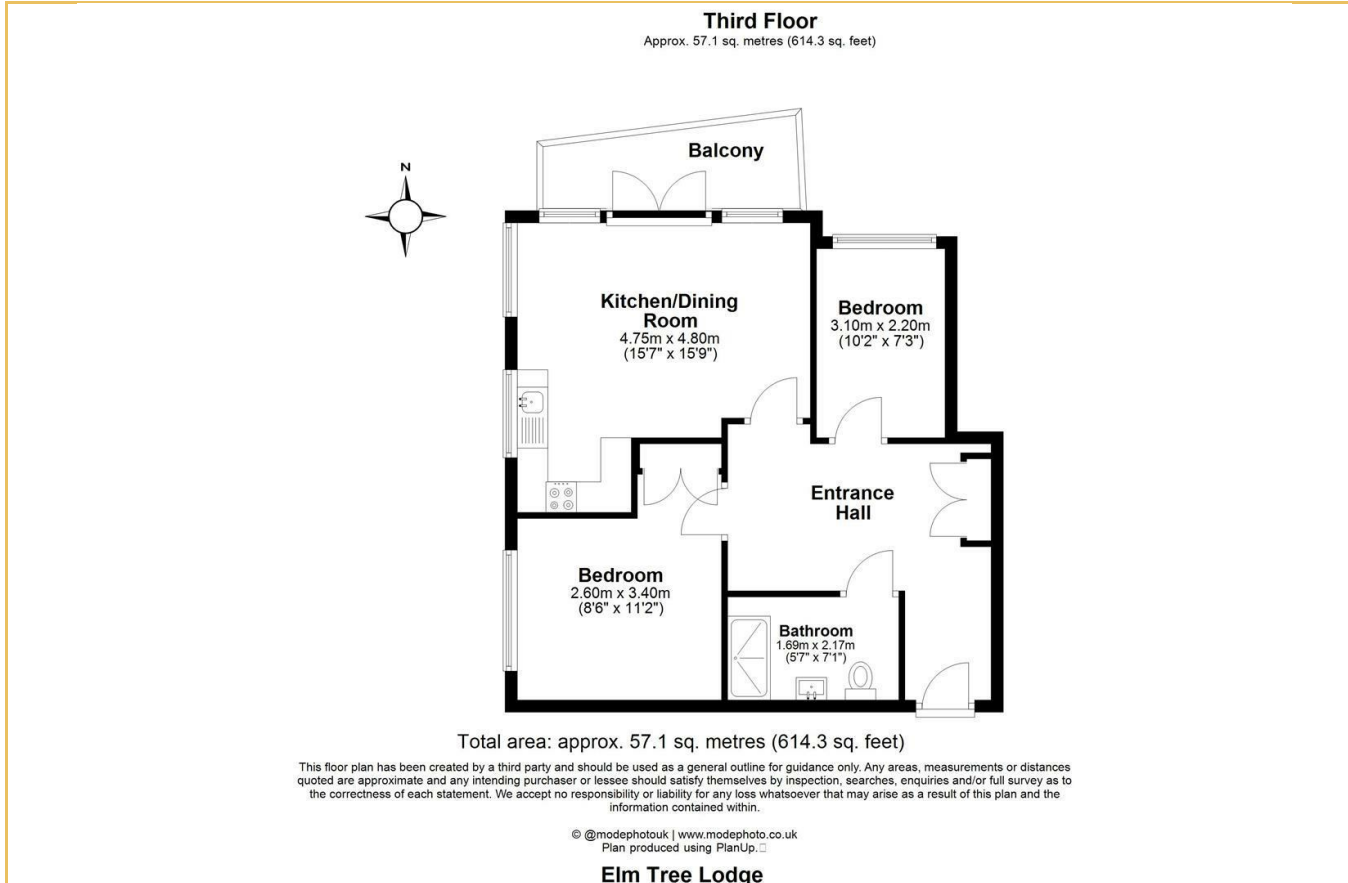 Third Floor
Approx. 57.1 sq. metres (614.3 sq. feet)
N
Balcony
Kitchen/Dining
Room
4.75m x 4.80m
(15'7" x 15'9")
Bedroom
3.10m x 2.20m
(10'2" x 7'3")
Entrance
Hall
Bedroom
2.60m x 3.40m
(8'6" x 11'2")
Bathroom
1.69m x 2.17m
(5'7" x 7'1")
Total area: approx. 57.1 sq. metres (614.3 sq. feet)
This floor plan has been created by a third party and should be used as a general outline for guidance only. Any areas, measurements or distances
quoted are approximate and any intending purchaser or lessee should satisfy themselves by inspection, searches, enquiries and/or full survey as to
the correctness of each statement. We accept no responsibility or liability for any loss whatsoever that may arise as a result of this plan and the
information contained within.
© @modephotouk | www.modephoto.co.uk
Plan produced using PlanUp.
Elm Tree Lodge